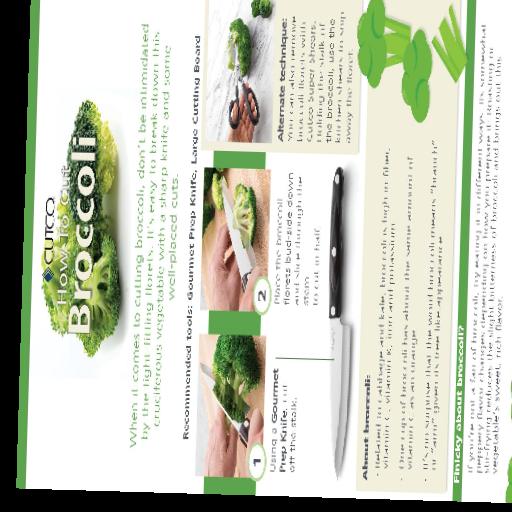 CUTCO
How To Cut
Broccoli
When it comes to cutting broccoli, don't be intimidated
by the tight fitting florets. It's easy to break down this
cruciferous vegetable with a sharp knife and some
well-placed cuts.
Recommended tools: Gourmet Prep Knife, Large Cutting Board
1
Using a Gourmet
Prep Knife, cut
off the stalk.
2
Place the broccoli
florets bud-side down
and slice through the
stem
to cut in half
Alternate technique:
You can also remove
broccoli florets with
Cutco Super Shears.
Holding the stalk of
the broccoli, use the
kitchen shears to snip
away the floret.
About broccoli:
- Related to cabbage and kale, broccoli is high in fiber,
vitamin C, vitamin K, iron and potassium.
- One cup of broccoli has about the same amount of
vitamin C as an orange.
- It's no surprise that the word broccoli means "branch"
or "arm" given its tree like appearance.
Finicky about broccoli?
If you're not a fan of broccoli, try eating it in different ways. Its somewhat
peppery flavor changes depending on how you prepare it. Roasting or
stir-frying reduces the slight bitterness of broccoli and brings out this
vegetable's sweet, rich flavor.